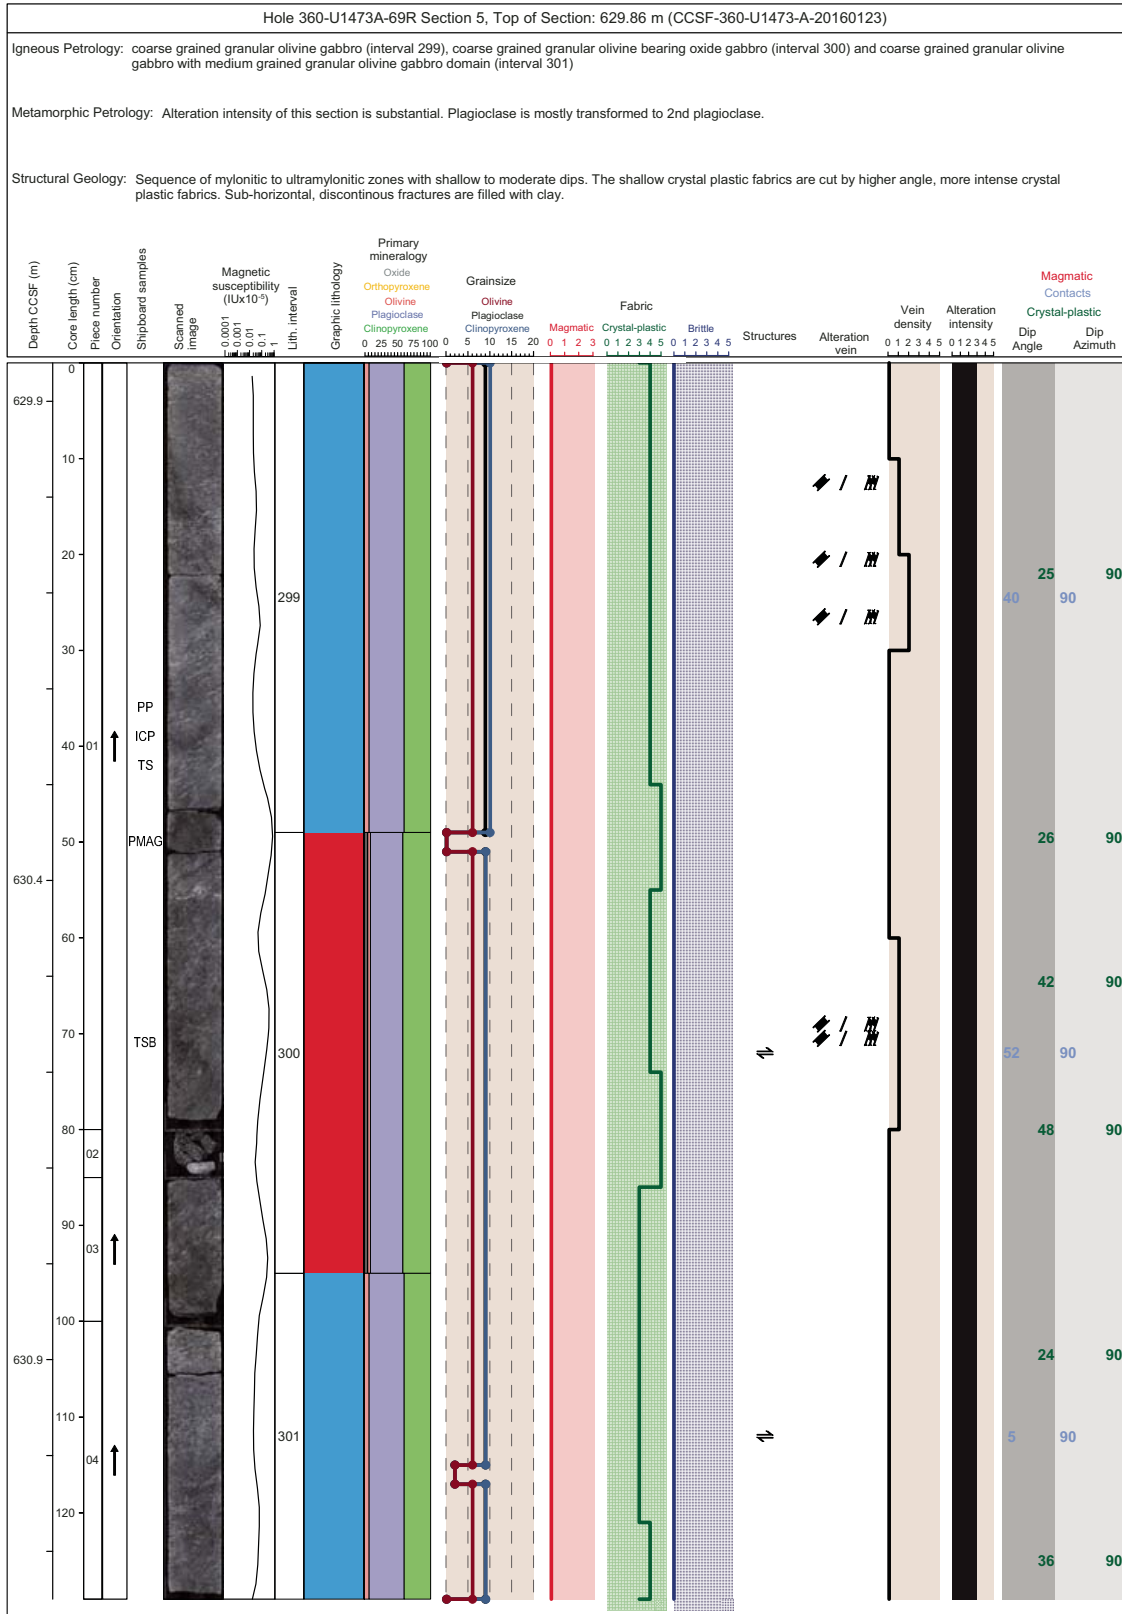 Hole 360-U1473A-69R Section 5, Top of Section: 629.86 m (CCSF-360-U1473-A-20160123)
Igneous Petrology: coarse grained granular olivine gabbro (interval 299), coarse grained granular olivine bearing oxide gabbro (interval 300) and coarse grained granular olivine
gabbro with medium grained granular olivine gabbro domain (interval 301)
Metamorphic Petrology: Alteration intensity of this section is substantial. Plagioclase is mostly transformed to 2nd plagioclase.
Structural Geology: Sequence of mylonitic to ultramylonitic zones with shallow to moderate dips. The shallow crystal plastic fabrics are cut by higher angle, more intense crystal
plastic fabrics. Sub-horizontal, discontinous fractures are filled with clay.
Depth CCSF (m)
Core length (cm)
Piece number
Orientation
Shipboard samples
Scanned
image
Magnetic
susceptibility
(IUx10-5)
0.0001
0.001
0.01
0.1
1
Lith. interval
Graphic lithology
Primary
mineralogy
Oxide
Orthopyroxene
Olivine
Plagioclase
Clinopyroxene
0 25 50 75 100
Grainsize
Olivine
Plagioclase
Clinopyroxene
0 5 10 15 20
Fabric
Magmatic
0 1 2 3
Crystal-plastic
0 1 2 3 4 5
Brittle
0 1 2 3 4 5
Structures
Alteration
vein
Vein
density
0 1 2 3 4 5
Alteration
intensity
0 1 2 3 4 5
Magmatic
Contacts
Crystal-plastic
Dip
Angle
Dip
Azimuth
0
629.9
10
20
25 90
299
40 90
30
PP
ICP
40
01
TS
50
PMAG
26 90
630.4
60
42 90
70
TSB
300
52 90
80
48 90
02
90
03
100
24 90
630.9
110
301
5 90
04
120
36 90